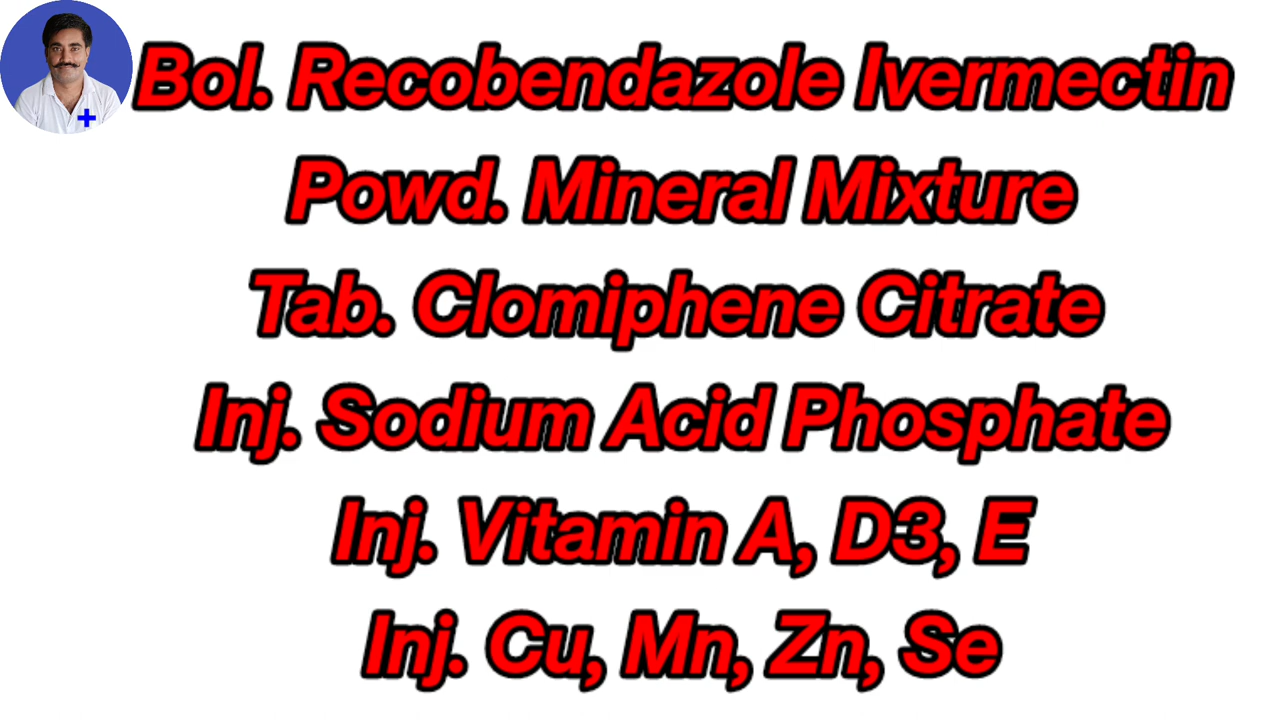 Bol. Recobendazole Ivermectin
Powd. Mineral Mixture
Tab. Clomiphene Citrate
Inj. Sodium Acid Phosphate
Inj. Vitamin A, D3, E
Inj. Cu, Mn, Zn, Se